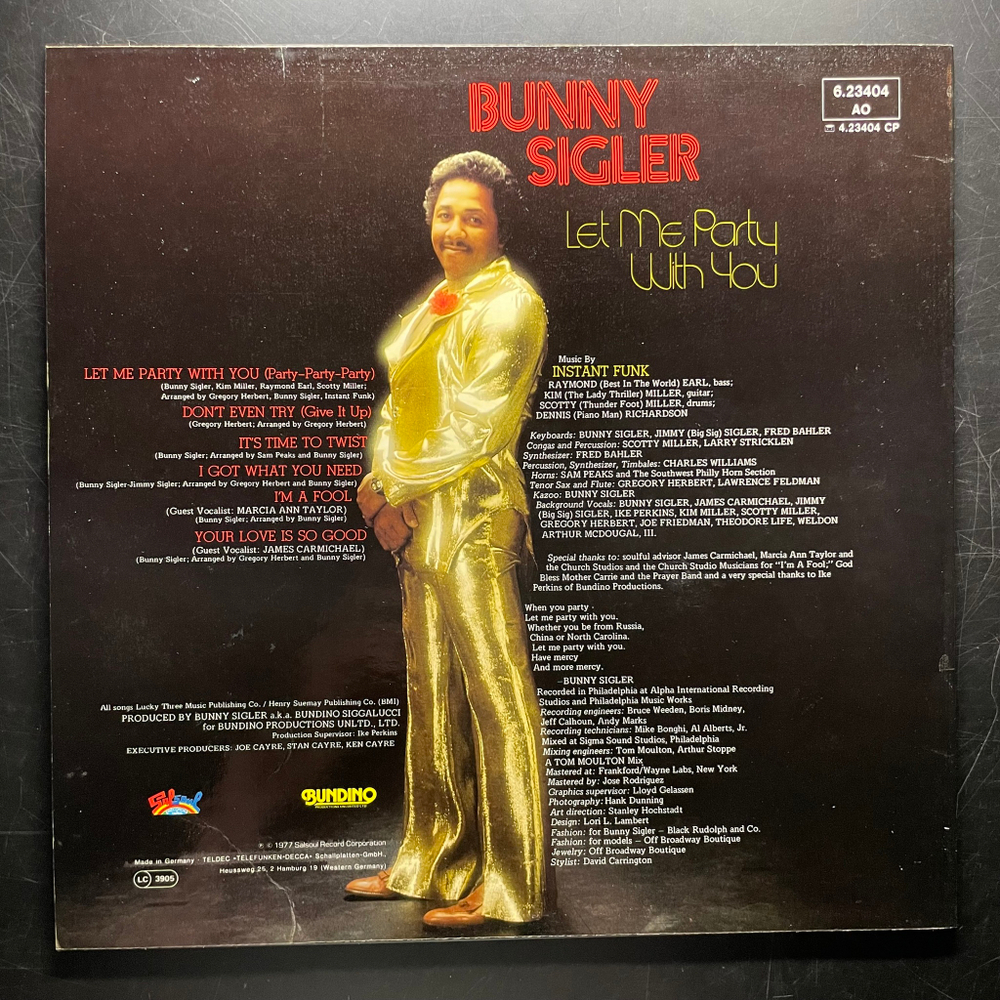 BUNNY
SIGLER
6.23404
AO
4.23404 CP
Let Me Party
With You
LET ME PARTY WITH YOU (Party-Party-Party)
(Bunny Sigler, Kim Miller, Raymond Earl, Scotty Miller;
Arranged by Gregory Herbert, Bunny Sigler, Instant Funk)
DON'T EVEN TRY (Give It Up)
(Gregory Herbert; Arranged by Gregory Herbert)
IT'S TIME TO TWIST
(Bunny Sigler; Arranged by Sam Peaks and Bunny Sigler)
I GOT WHAT YOU NEED
(Bunny Sigler-Jimmy Sigler; Arranged by Gregory Herbert and Bunny Sigler)
I'M A FOOL
(Guest Vocalist: MARCIA ANN TAYLOR)
(Bunny Sigler; Arranged by Bunny Sigler)
YOUR LOVE IS SO GOOD
(Guest Vocalist: JAMES CARMICHAEL)
(Bunny Sigler; Arranged by Gregory Herbert and Bunny Sigler)
Music By
INSTANT FUNK
RAYMOND (Best In The World) EARL, bass;
KIM (The Lady Thriller) MILLER, guitar;
SCOTTY (Thunder Foot) MILLER, drums;
DENNIS (Piano Man) RICHARDSON
Keyboards: BUNNY SIGLER, JIMMY (Big Sig) SIGLER, FRED BAHLER
Congas and Percussion: SCOTTY MILLER, LARRY STRICKLEN
Synthesizer: FRED BAHLER
Percussion, Synthesizer, Timbales: CHARLES WILLIAMS
Horns: SAM PEAKS and The Southwest Philly Horn Section
Tenor Sax and Flute: GREGORY HERBERT, LAWRENCE FELDMAN
Kazoo: BUNNY SIGLER
Background Vocals: BUNNY SIGLER, JAMES CARMICHAEL, JIMMY
(Big Sig) SIGLER, IKE PERKINS, KIM MILLER, SCOTTY MILLER,
GREGORY HERBERT, JOE FRIEDMAN, THEODORE LIFE, WELDON
ARTHUR MCDOUGAL, III.
Special thanks to: soulful advisor James Carmichael, Marcia Ann Taylor and
the Church Studios and the Church Studio Musicians for "I'm A Fool;" God
Bless Mother Carrie and the Prayer Band and a very special thanks to Ike
Perkins of Bundino Productions.
When you party -
Let me party with you.
Whether you be from Russia,
China or North Carolina.
Let me party with you.
Have mercy
And more mercy.
–BUNNY SIGLER
Recorded in Philadelphia at Alpha International Recording
Studios and Philadelphia Music Works
Recording engineers: Bruce Weeden, Boris Midney,
Jeff Calhoun, Andy Marks
Recording technicians: Mike Bonghi, Al Alberts, Jr.
Mixed at Sigma Sound Studios, Philadelphia
Mixing engineers: Tom Moulton, Arthur Stoppe
A TOM MOULTON Mix
Mastered at: Frankford/Wayne Labs, New York
Mastered by: Jose Rodriguez
Graphics supervisor: Lloyd Gelassen
Photography: Hank Dunning
Art direction: Stanley Hochstadt
Design: Lori L. Lambert
Fashion: for Bunny Sigler – Black Rudolph and Co.
Fashion: for models – Off Broadway Boutique
Jewelry: Off Broadway Boutique
Stylist: David Carrington
All songs Lucky Three Music Publishing Co. / Henry Suemay Publishing Co. (BMI)
PRODUCED BY BUNNY SIGLER a.k.a. BUNDINO SIGGALUCCI
for BUNDINO PRODUCTIONS UNLTD., LTD.
Production Supervisor: Ike Perkins
EXECUTIVE PRODUCERS: JOE CAYRE, STAN CAYRE, KEN CAYRE
Salsoul
BUNDINO
℗ © 1977 Salsoul Record Corporation
Made in Germany · TELDEC »TELEFUNKEN-DECCA« Schallplatten-GmbH.,
Heussweg 25, 2 Hamburg 19 (Western Germany)
LC 3905